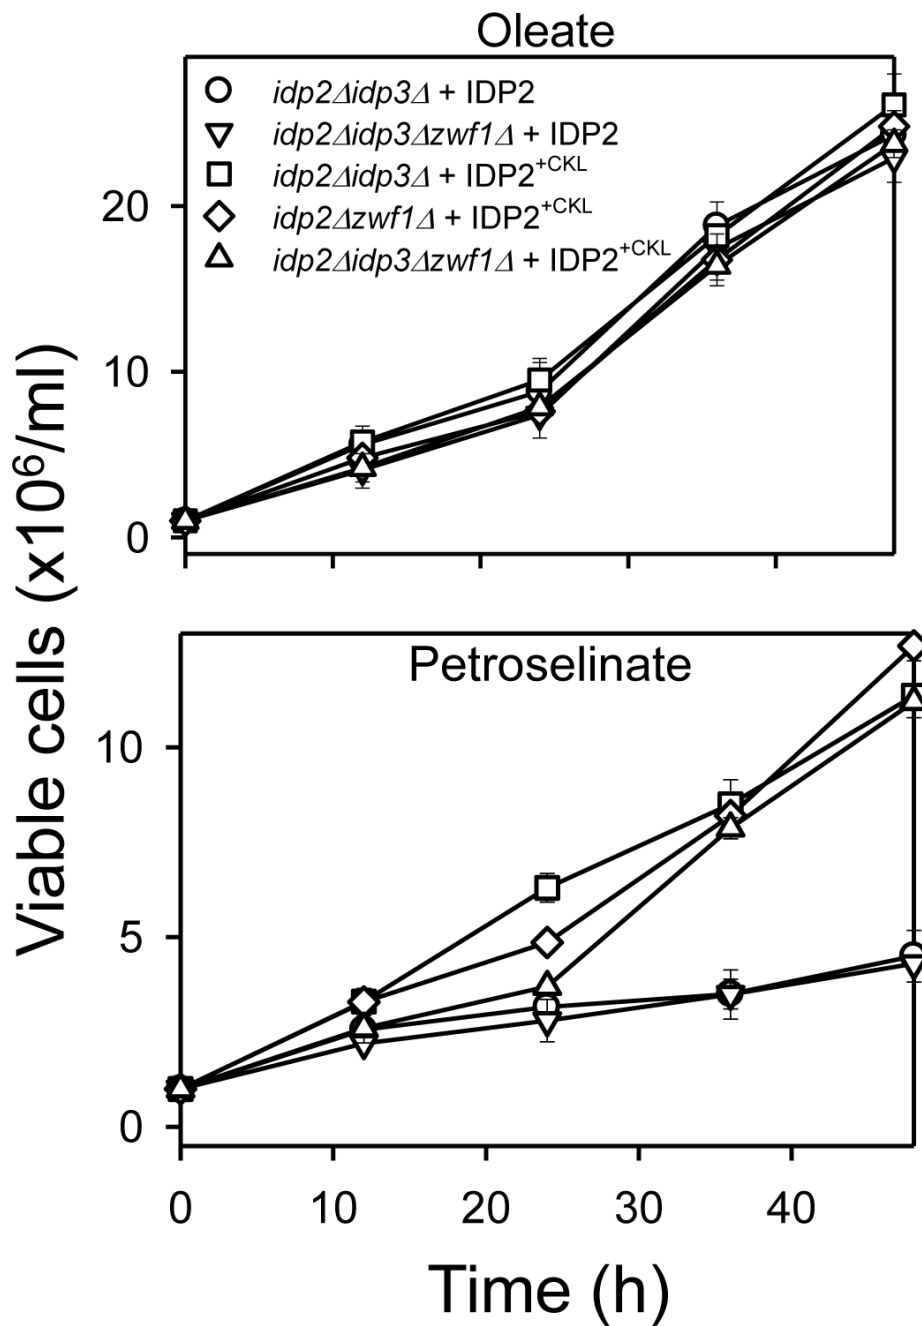 Oleate
idp2Δidp3Δ + IDP2
idp2Δidp3Δzwf1Δ + IDP2
idp2Δidp3Δ + IDP2+CKL
idp2Δzwf1Δ + IDP2+CKL
idp2Δidp3Δzwf1Δ + IDP2+CKL
20
10
0
Viable cells (x10⁶/ml)
Petroselinate
10
5
0
0 10 20 30 40
Time (h)